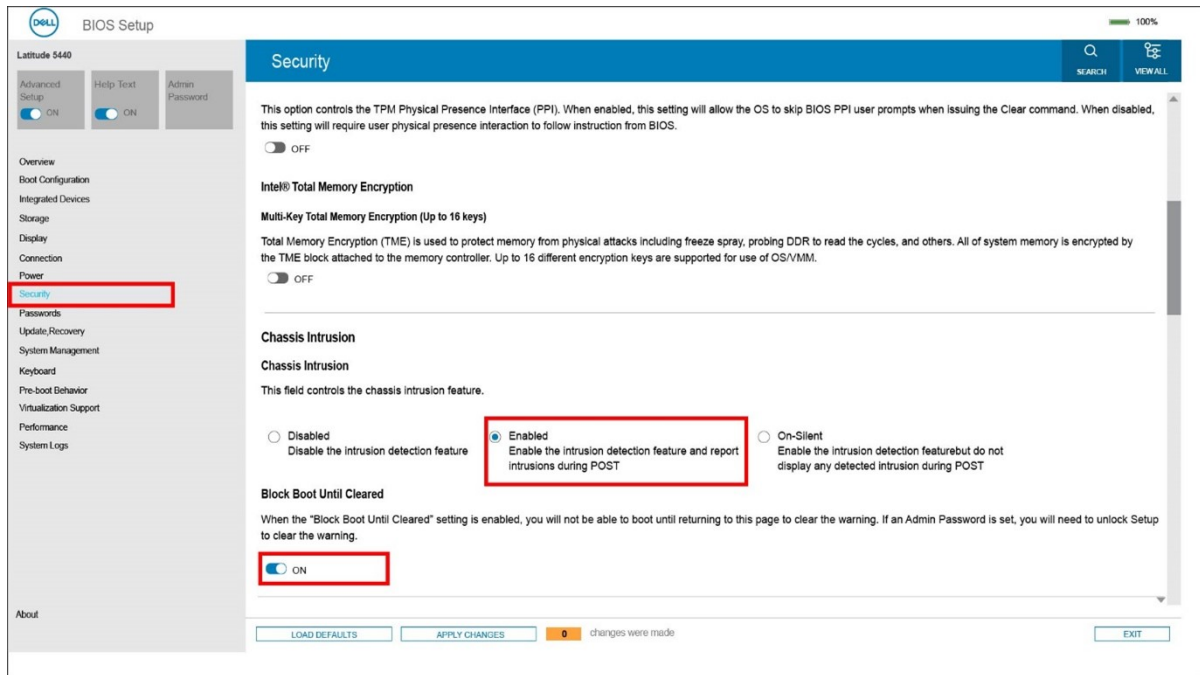 DELL
BIOS Setup
100%
Latitude 5440
Advanced Setup
ON
Help Text
ON
Admin Password
Overview
Boot Configuration
Integrated Devices
Storage
Display
Connection
Power
Security
Passwords
Update,Recovery
System Management
Keyboard
Pre-boot Behavior
Virtualization Support
Performance
System Logs
About
Security
SEARCH
VIEW ALL
This option controls the TPM Physical Presence Interface (PPI). When enabled, this setting will allow the OS to skip BIOS PPI user prompts when issuing the Clear command. When disabled,
this setting will require user physical presence interaction to follow instruction from BIOS.
OFF
Intel® Total Memory Encryption
Multi-Key Total Memory Encryption (Up to 16 keys)
Total Memory Encryption (TME) is used to protect memory from physical attacks including freeze spray, probing DDR to read the cycles, and others. All of system memory is encrypted by
the TME block attached to the memory controller. Up to 16 different encryption keys are supported for use of OS/VMM.
OFF
Chassis Intrusion
Chassis Intrusion
This field controls the chassis intrusion feature.
Disabled
Disable the intrusion detection feature
Enabled
Enable the intrusion detection feature and report
intrusions during POST
On-Silent
Enable the intrusion detection featurebut do not
display any detected intrusion during POST
Block Boot Until Cleared
When the "Block Boot Until Cleared" setting is enabled, you will not be able to boot until returning to this page to clear the warning. If an Admin Password is set, you will need to unlock Setup
to clear the warning.
ON
LOAD DEFAULTS
APPLY CHANGES
0 changes were made
EXIT